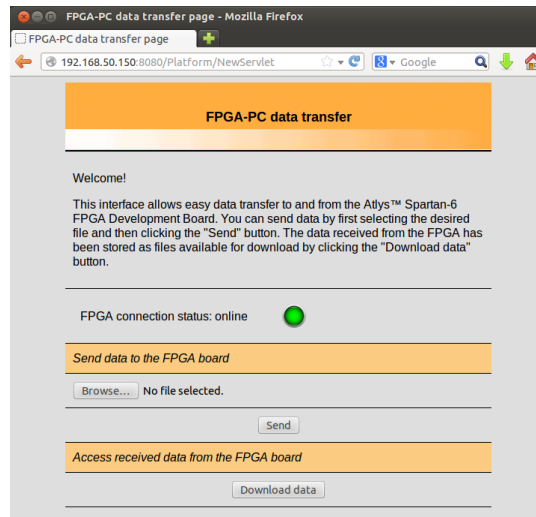 FPGA-PC data transfer page - Mozilla Firefox
FPGA-PC data transfer page
192.168.50.150:8080/Platform/NewServlet
Google
FPGA-PC data transfer
Welcome!
This interface allows easy data transfer to and from the Atlys™ Spartan-6
FPGA Development Board. You can send data by first selecting the desired
file and then clicking the "Send" button. The data received from the FPGA has
been stored as files available for download by clicking the "Download data"
button.
FPGA connection status: online
Send data to the FPGA board
Browse... No file selected.
Send
Access received data from the FPGA board
Download data